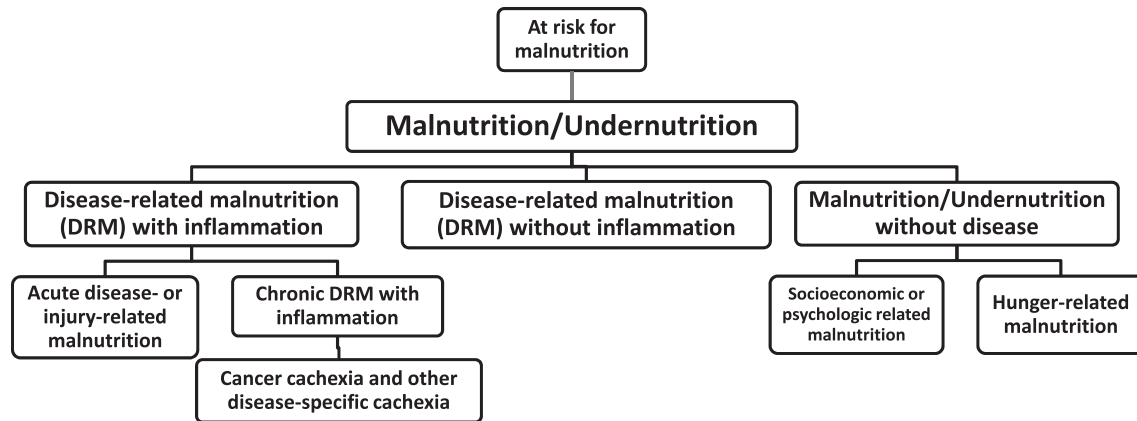 At risk for
malnutrition
Malnutrition/Undernutrition
Disease-related malnutrition
(DRM) with inflammation
Disease-related malnutrition
(DRM) without inflammation
Malnutrition/Undernutrition
without disease
Acute disease- or
injury-related
malnutrition
Chronic DRM with
inflammation
Socioeconomic or
psychologic related
malnutrition
Hunger-related
malnutrition
Cancer cachexia and other
disease-specific cachexia